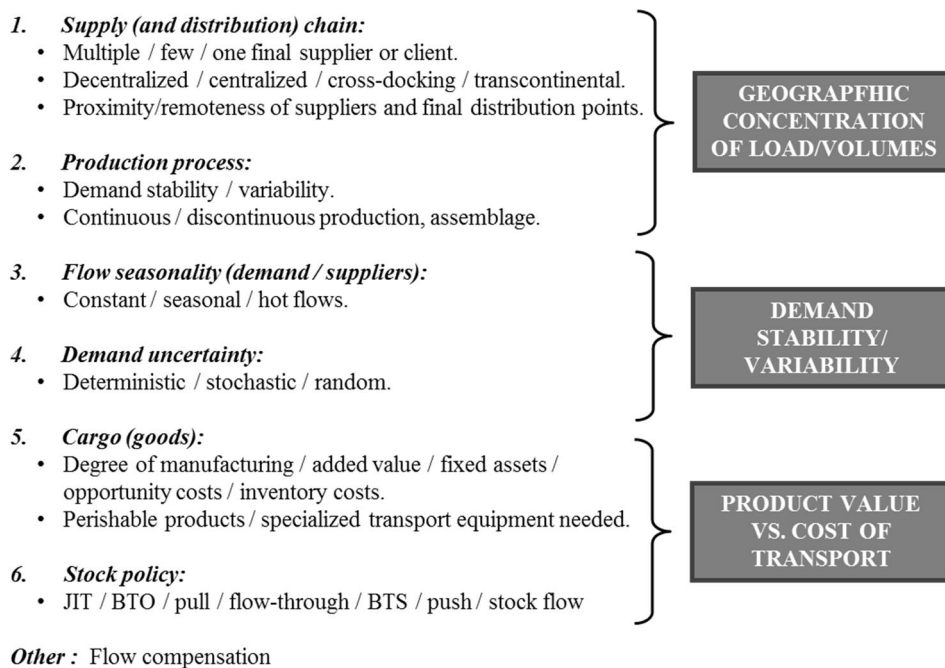 1. Supply (and distribution) chain:
• Multiple / few / one final supplier or client.
• Decentralized / centralized / cross-docking / transcontinental.
• Proximity/remoteness of suppliers and final distribution points.
GEOGRAPFHIC
CONCENTRATION
OF LOAD/VOLUMES
2. Production process:
• Demand stability / variability.
• Continuous / discontinuous production, assemblage.
3. Flow seasonality (demand / suppliers):
• Constant / seasonal / hot flows.
DEMAND
STABILITY/
VARIABILITY
4. Demand uncertainty:
• Deterministic / stochastic / random.
5. Cargo (goods):
• Degree of manufacturing / added value / fixed assets /
opportunity costs / inventory costs.
• Perishable products / specialized transport equipment needed.
PRODUCT VALUE
VS. COST OF
TRANSPORT
6. Stock policy:
• JIT / BTO / pull / flow-through / BTS / push / stock flow
Other : Flow compensation